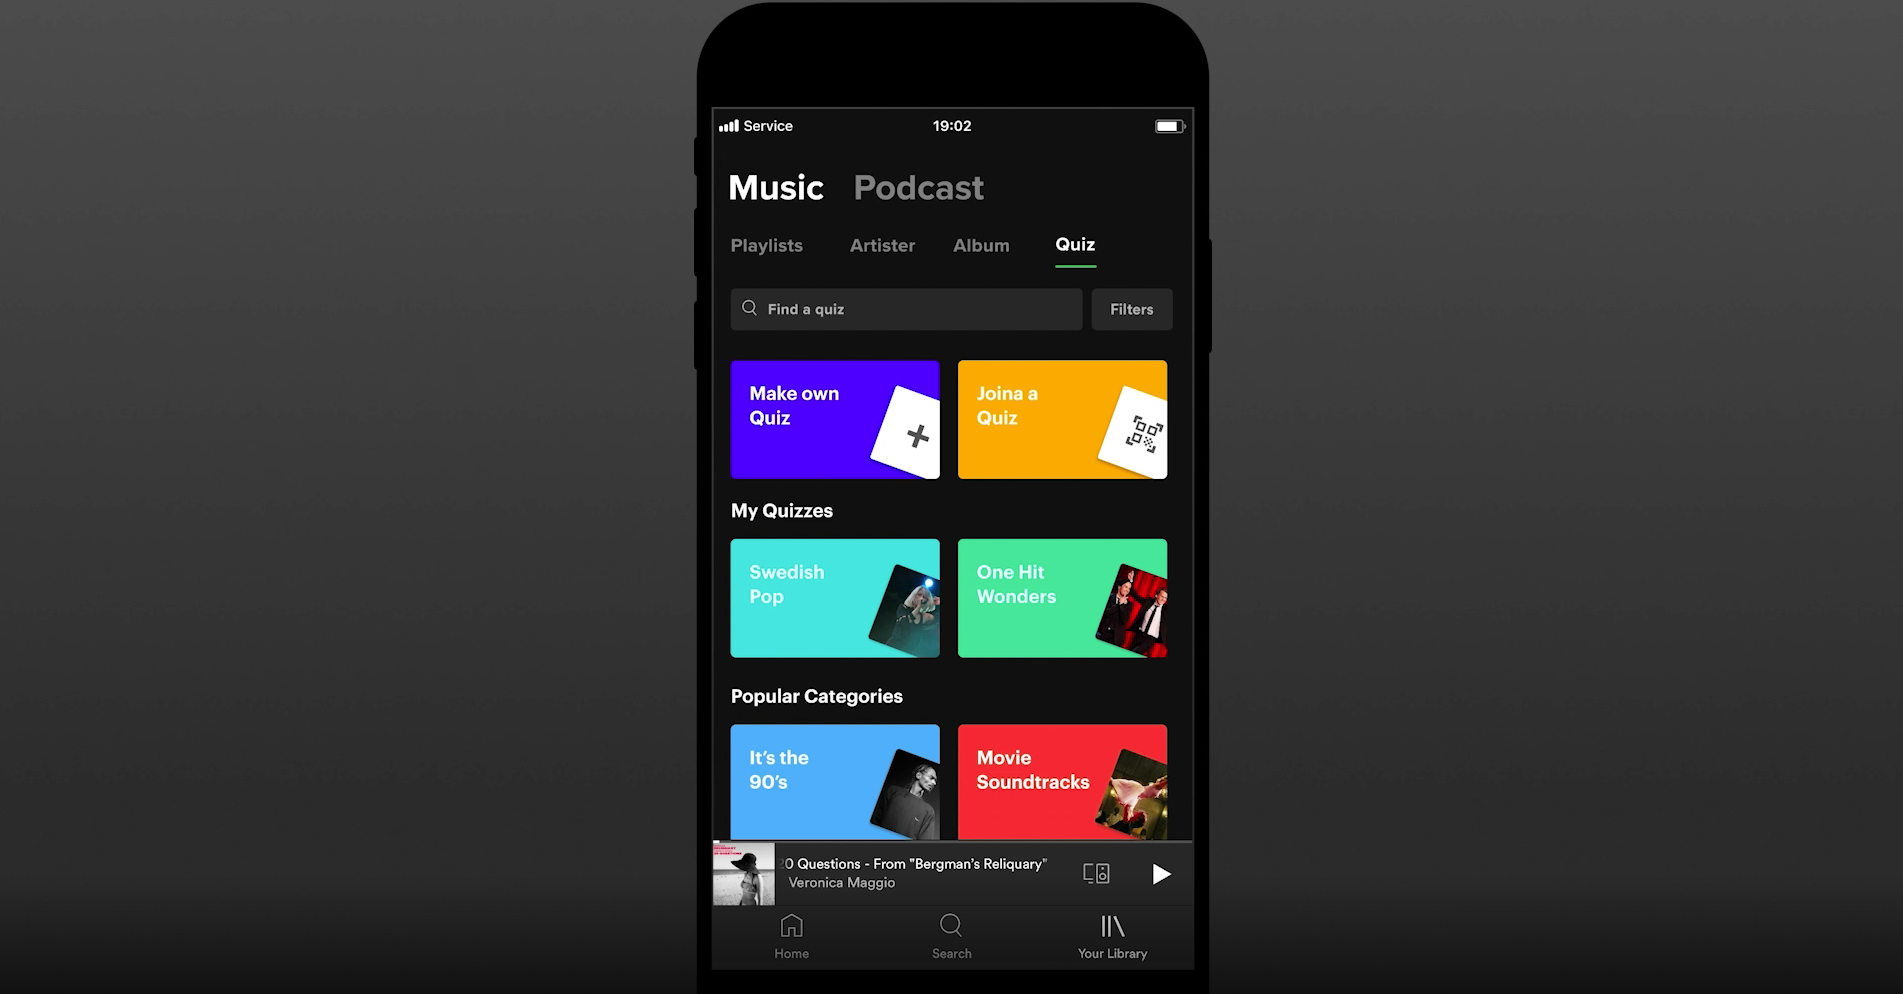 Service 19:02
Music Podcast
Playlists Artister Album Quiz
Find a quiz Filters
Make own
Quiz
Joina a
Quiz
My Quizzes
Swedish
Pop
One Hit
Wonders
Popular Categories
It's the
90's
Movie
Soundtracks
20 Questions - From "Bergman's Reliquary"
Veronica Maggio
Home Search Your Library